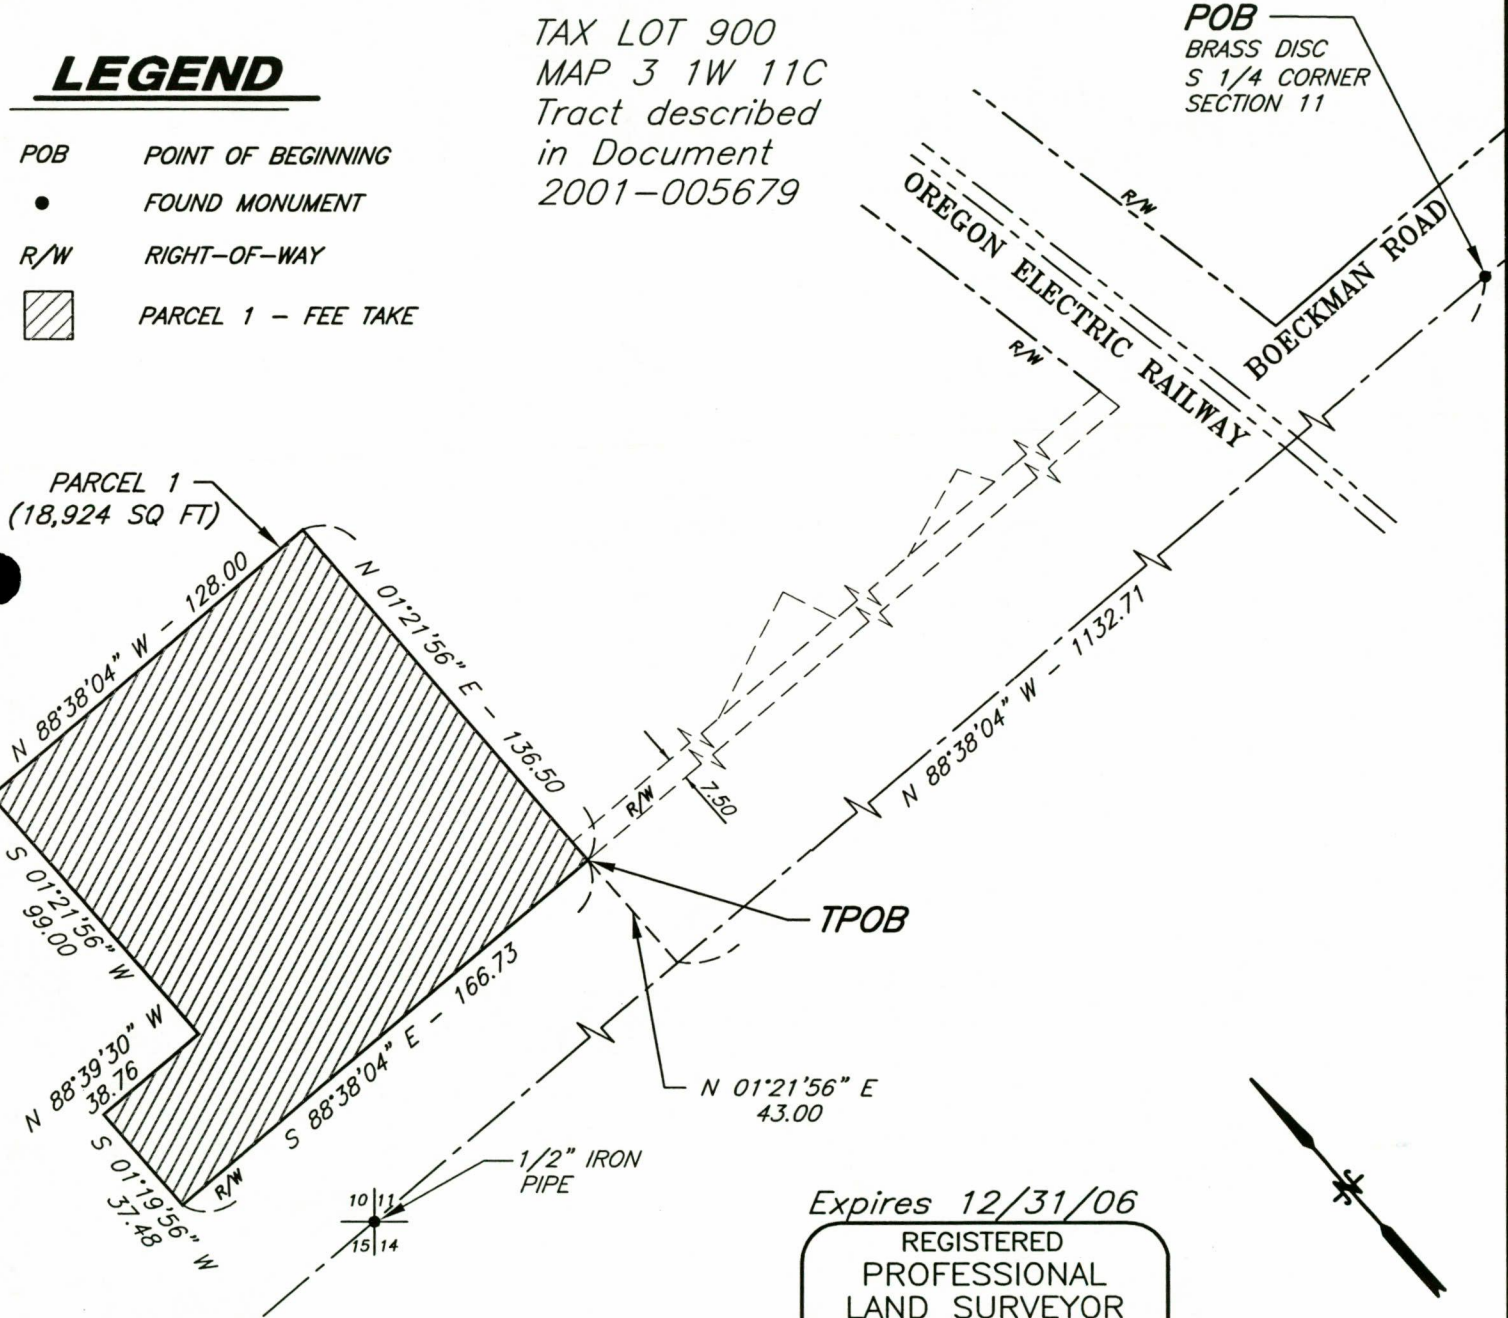 LEGEND
POB POINT OF BEGINNING
● FOUND MONUMENT
R/W RIGHT-OF-WAY
PARCEL 1 - FEE TAKE
TAX LOT 900
MAP 3 1W 11C
Tract described
in Document
2001-005679
POB
BRASS DISC
S 1/4 CORNER
SECTION 11
R/W
OREGON ELECTRIC RAILWAY
BOECKMAN ROAD
R/W
PARCEL 1
(18,924 SQ FT)
N 88°38'04" W - 128.00
N 01°21'56" E - 136.50
S 01°21'56" W
99.00
N 88°39'30" W
38.76
S 01°19'56" W
37.48
R/W
S 88°38'04" E - 166.73
R/W
7.50
N 88°38'04" W - 1132.71
TPOB
N 01°21'56" E
43.00
1/2" IRON
PIPE
10 11
15 14
N
Expires 12/31/06
REGISTERED
PROFESSIONAL
LAND SURVEYOR